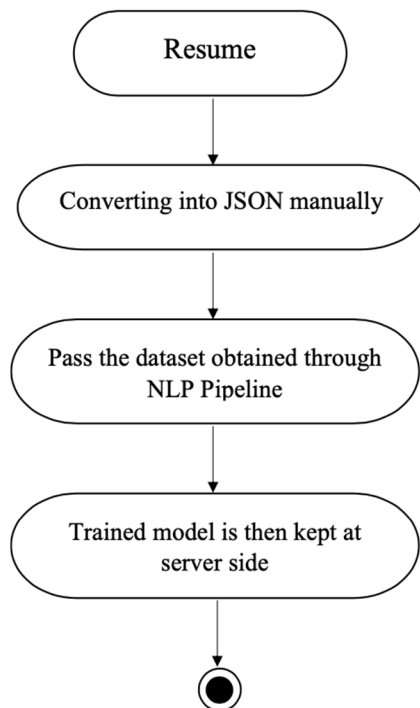 Resume
Converting into JSON manually
Pass the dataset obtained through
NLP Pipeline
Trained model is then kept at
server side